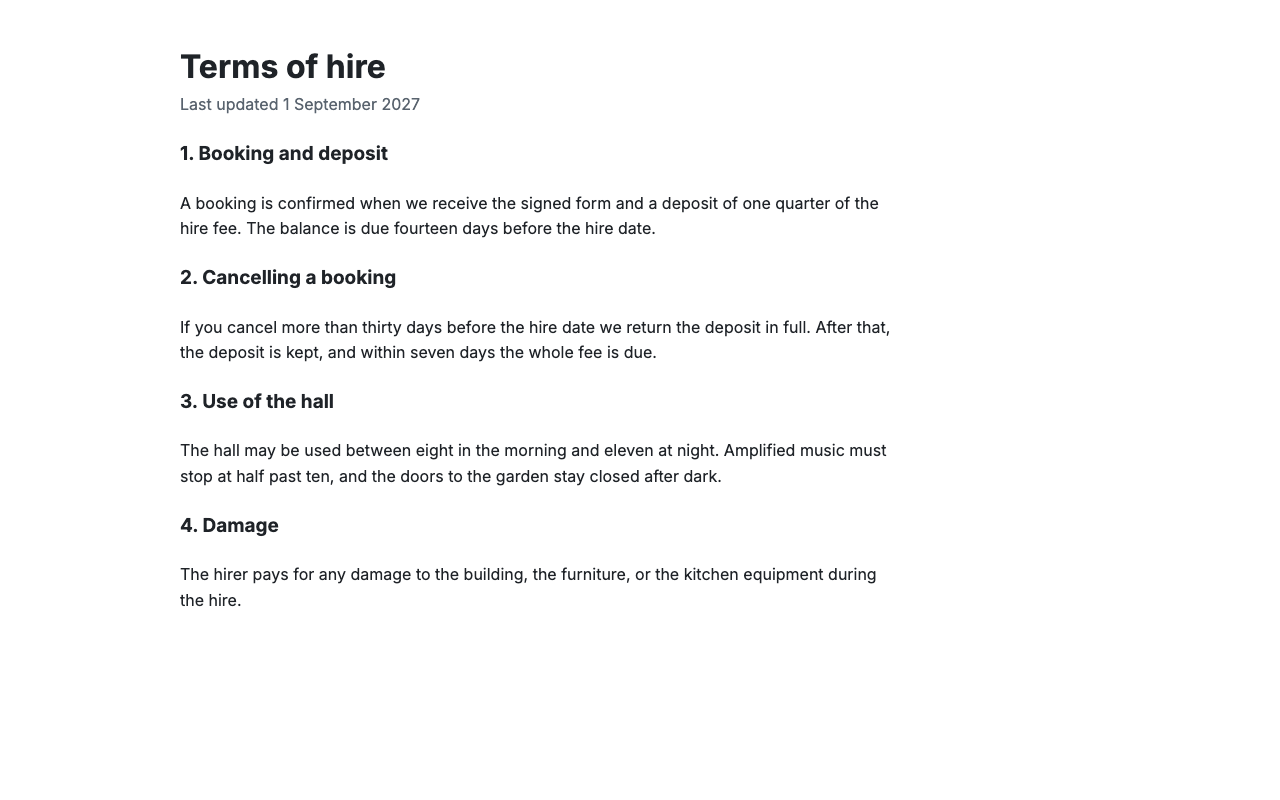 Terms of hire
Last updated 1 September 2027
1. Booking and deposit
A booking is confirmed when we receive the signed form and a deposit of one quarter of the
hire fee. The balance is due fourteen days before the hire date.
2. Cancelling a booking
If you cancel more than thirty days before the hire date we return the deposit in full. After that,
the deposit is kept, and within seven days the whole fee is due.
3. Use of the hall
The hall may be used between eight in the morning and eleven at night. Amplified music must
stop at half past ten, and the doors to the garden stay closed after dark.
4. Damage
The hirer pays for any damage to the building, the furniture, or the kitchen equipment during
the hire.